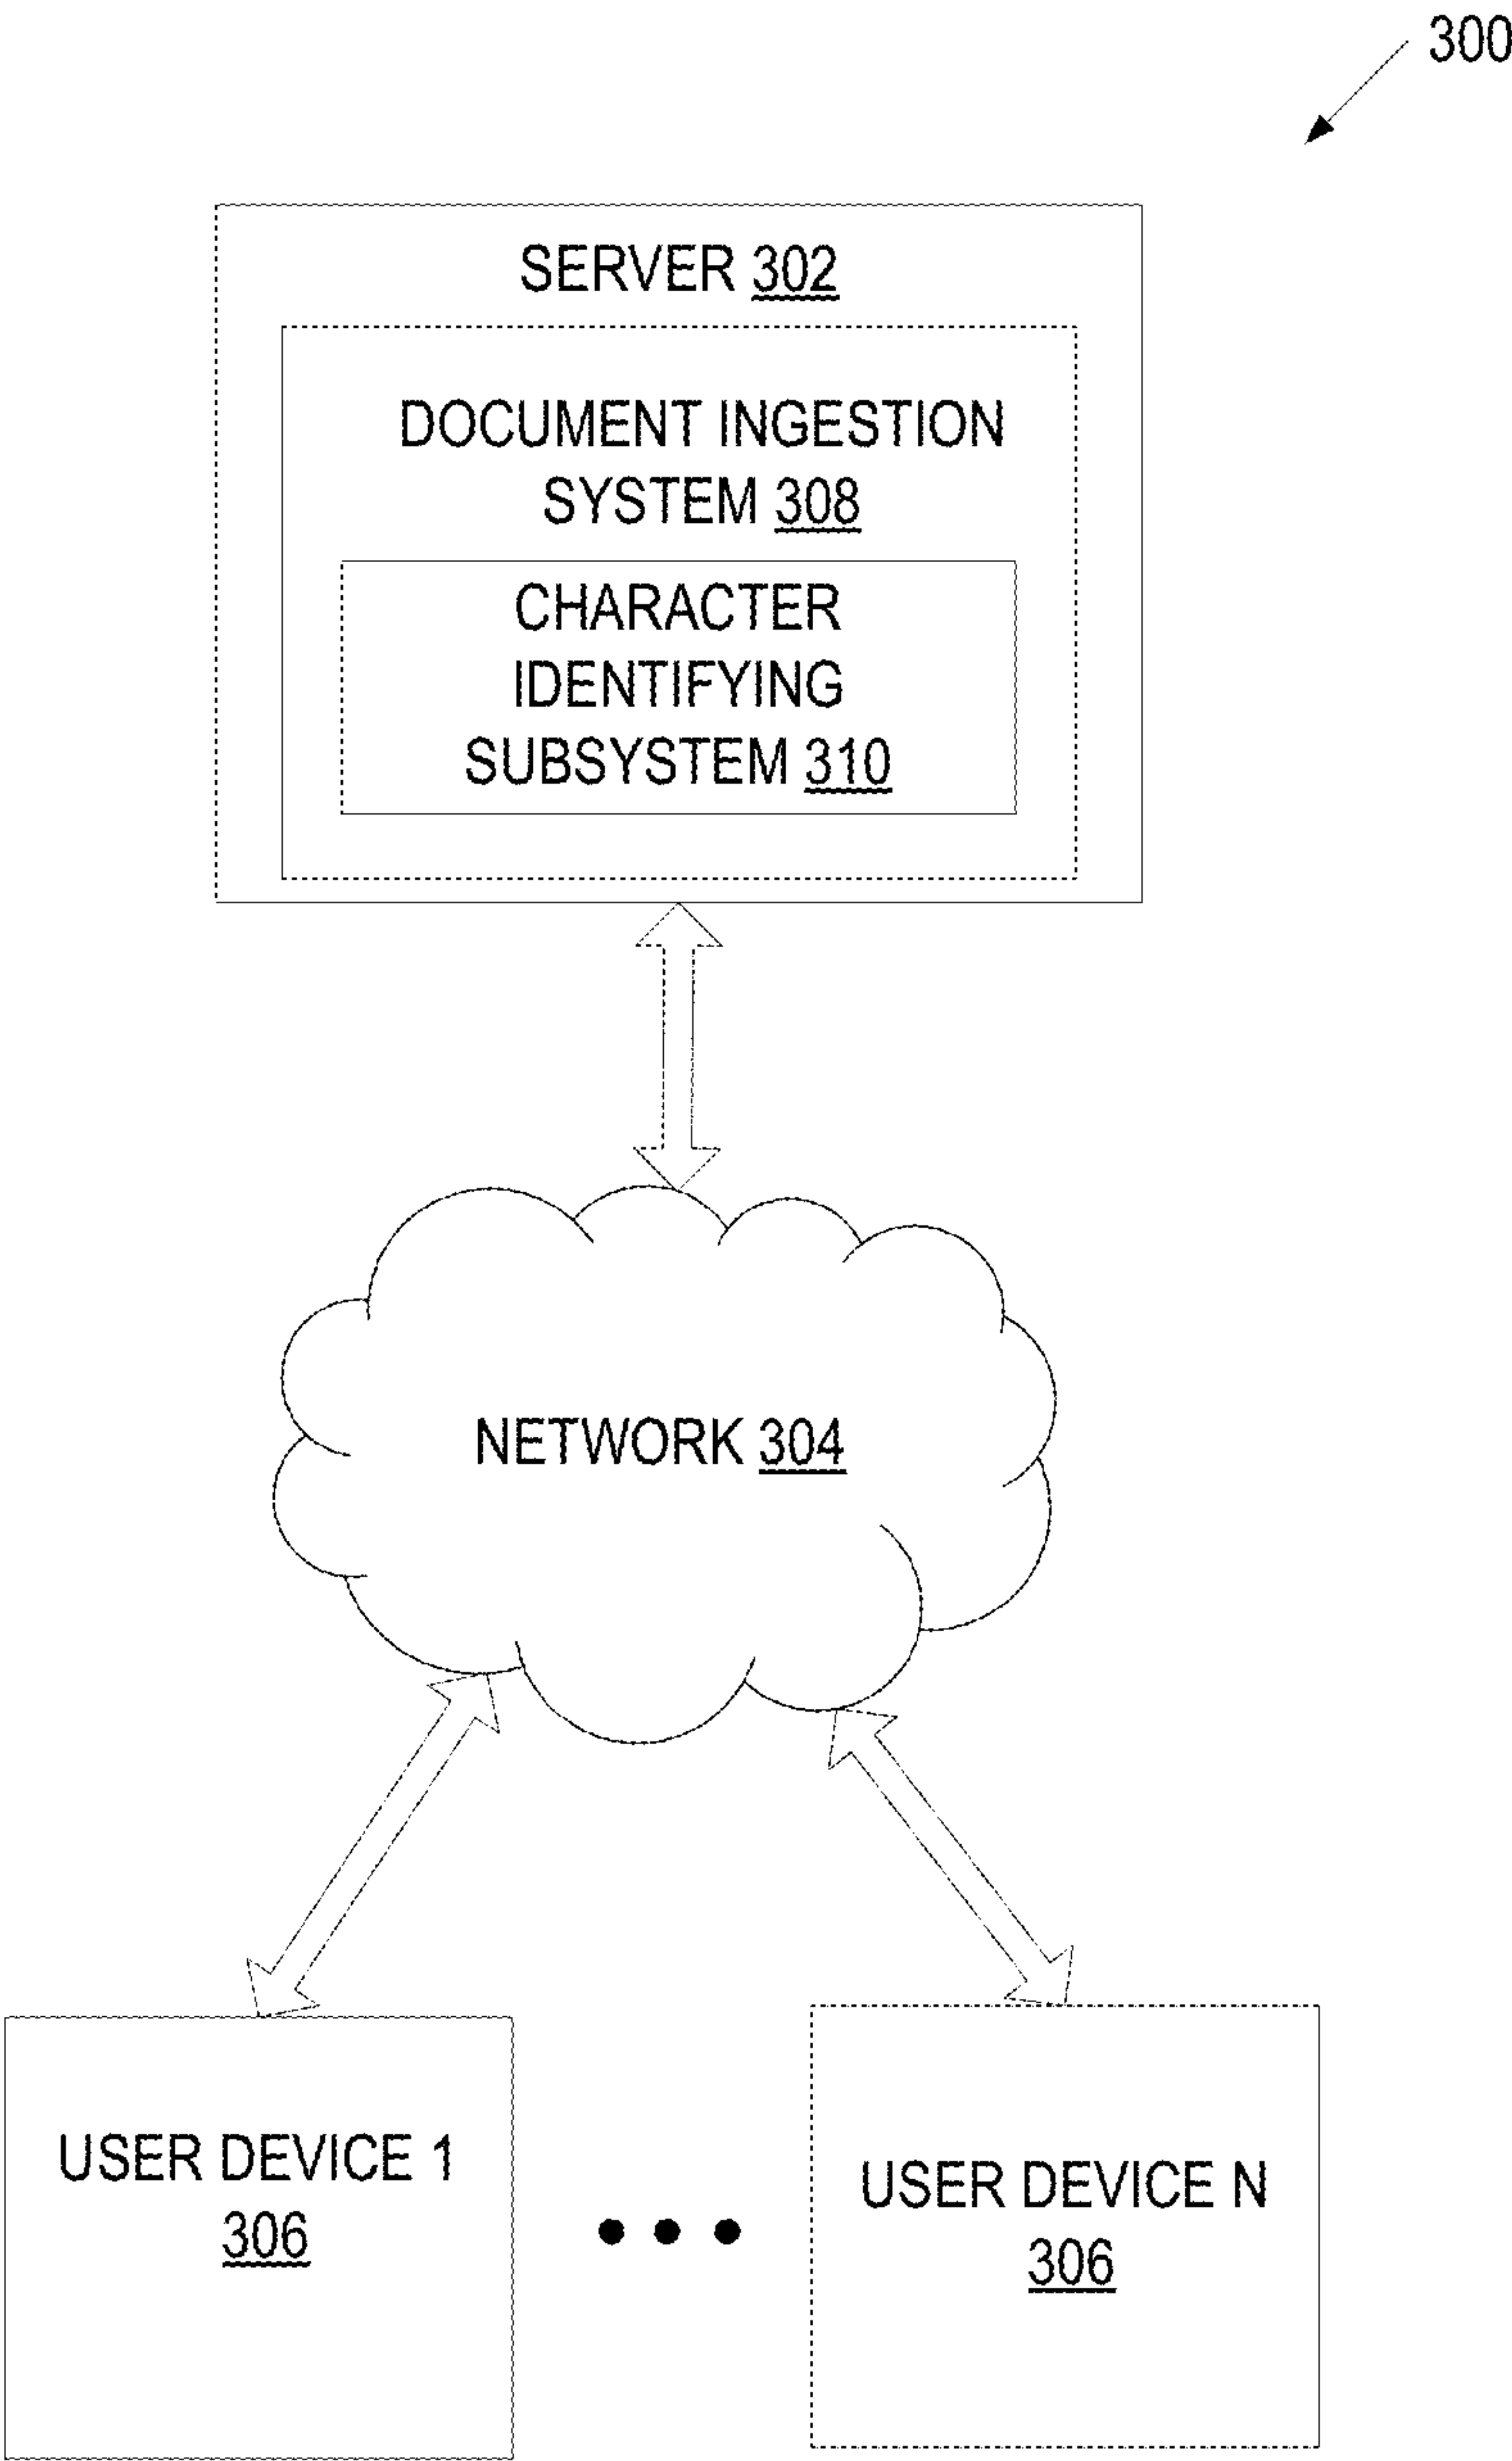 300
SERVER 302
DOCUMENT INGESTION
SYSTEM 308
CHARACTER
IDENTIFYING
SUBSYSTEM 310
NETWORK 304
USER DEVICE 1
306
USER DEVICE N
306